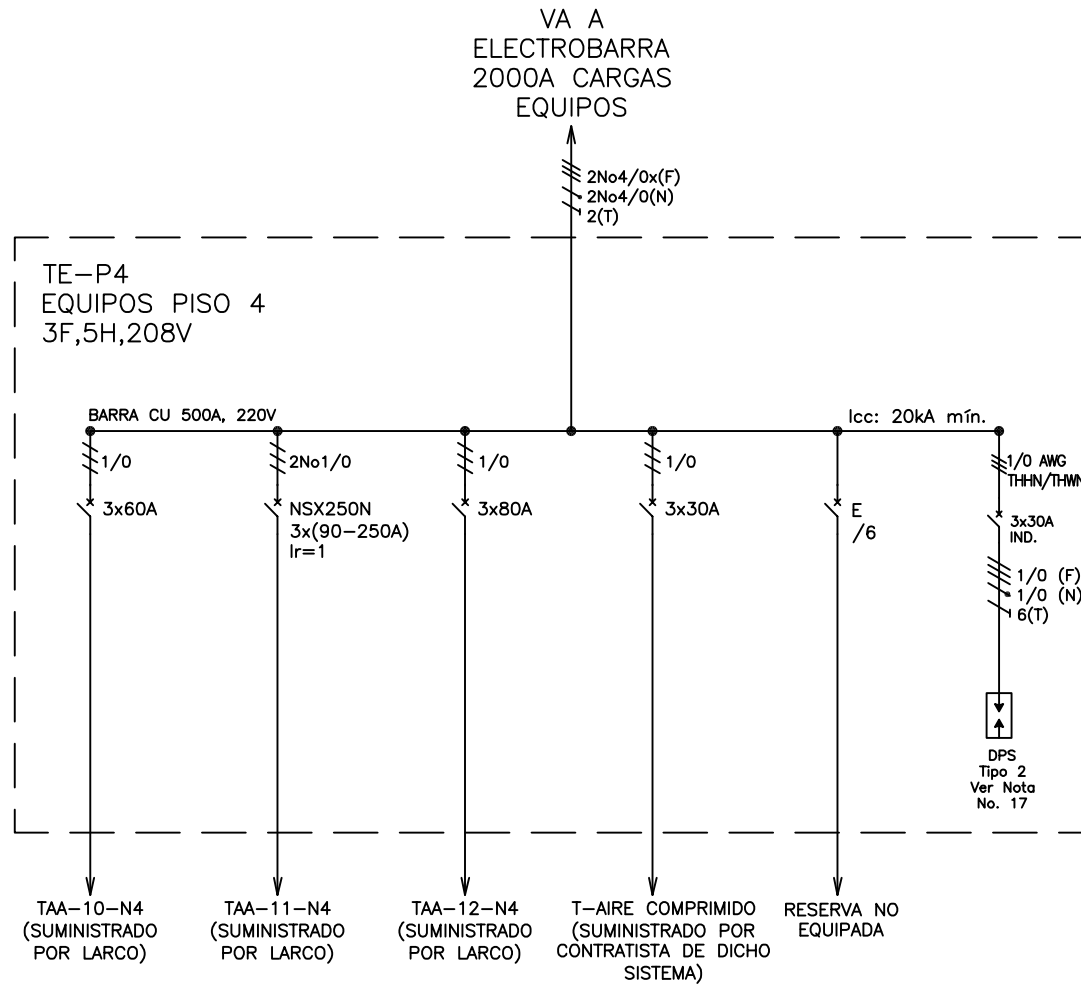 VA A
ELECTROBARRA
2000A CARGAS
EQUIPOS
2No4/0x(F)
2No4/0(N)
2(T)
TE-P4
EQUIPOS PISO 4
3F,5H,208V
BARRA CU 500A, 220V
Icc: 20kA mín.
1/0
2No1/0
1/0
1/0
1/0 AWG
THHN/THWN
3x60A
NSX250N
3x(90-250A)
Ir=1
3x80A
3x30A
E
/6
3x30A
IND.
1/0 (F)
1/0 (N)
6(T)
DPS
Tipo 2
Ver Nota
No. 17
TAA-10-N4
(SUMINISTRADO
POR LARCO)
TAA-11-N4
(SUMINISTRADO
POR LARCO)
TAA-12-N4
(SUMINISTRADO
POR LARCO)
T-AIRE COMPRIMIDO
(SUMINISTRADO POR
CONTRATISTA DE DICHO
SISTEMA)
RESERVA NO
EQUIPADA